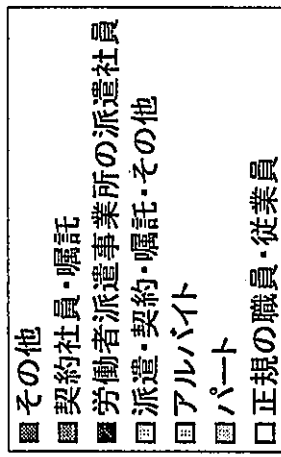 その他
契約社員・嘱託
労働者派遣事業所の派遣社員
派遣・契約・嘱託・その他
アルバイト
パート
正規の職員・従業員